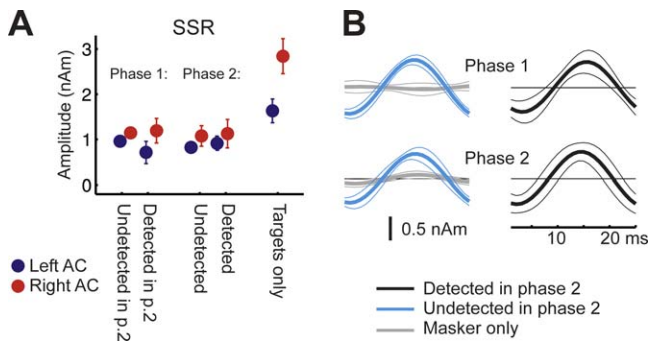 A
SSR
Amplitude (nAm)
3
2
1
0
Phase 1:
Phase 2:
Undetected in p.2
Detected in p.2
Undetected
Detected
Targets only
Left AC
Right AC
B
Phase 1
Phase 2
0.5 nAm
10
20 ms
Detected in phase 2
Undetected in phase 2
Masker only